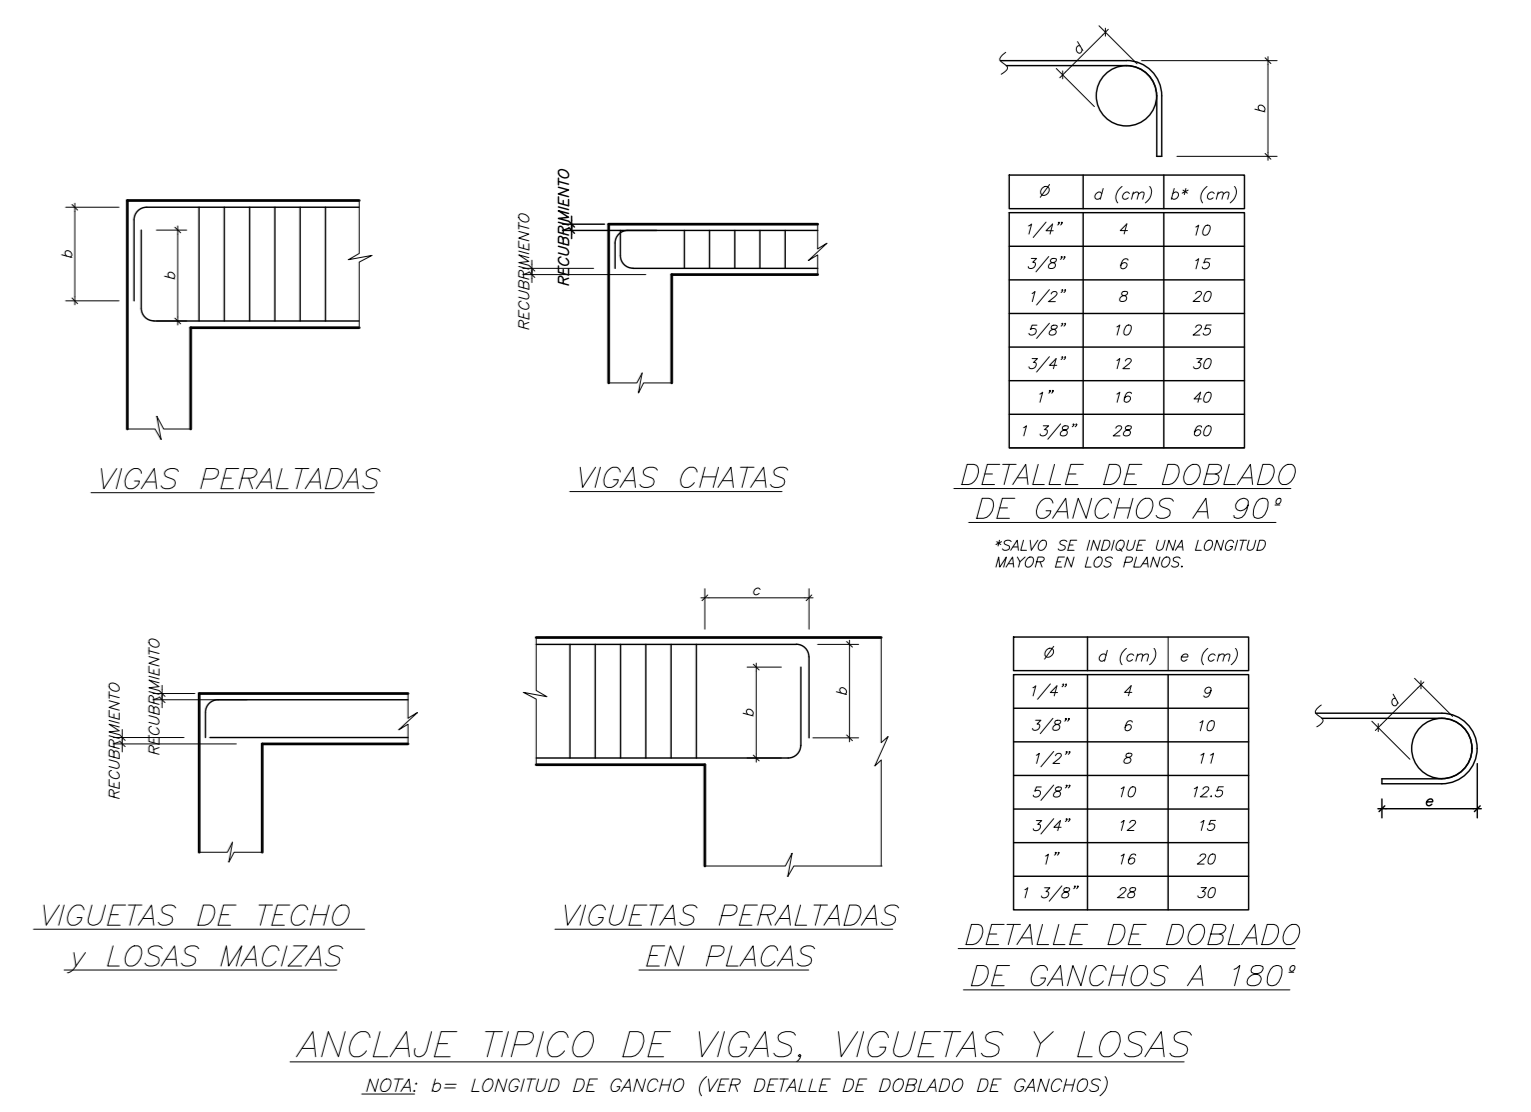 d
b
Ø d (cm) b* (cm)
1/4" 4 10
3/8" 6 15
1/2" 8 20
5/8" 10 25
3/4" 12 30
1" 16 40
1 3/8" 28 60
DETALLE DE DOBLADO
DE GANCHOS A 90º
*SALVO SE INDIQUE UNA LONGITUD
MAYOR EN LOS PLANOS.
b
b
VIGAS PERALTADAS
RECUBRIMIENTO
RECUBRIMIENTO
VIGAS CHATAS
RECUBRIMIENTO
RECUBRIMIENTO
VIGUETAS DE TECHO
y LOSAS MACIZAS
c
b
b
VIGUETAS PERALTADAS
EN PLACAS
Ø d (cm) e (cm)
1/4" 4 9
3/8" 6 10
1/2" 8 11
5/8" 10 12.5
3/4" 12 15
1" 16 20
1 3/8" 28 30
d
e
DETALLE DE DOBLADO
DE GANCHOS A 180º
ANCLAJE TIPICO DE VIGAS, VIGUETAS Y LOSAS
NOTA: b= LONGITUD DE GANCHO (VER DETALLE DE DOBLADO DE GANCHOS)